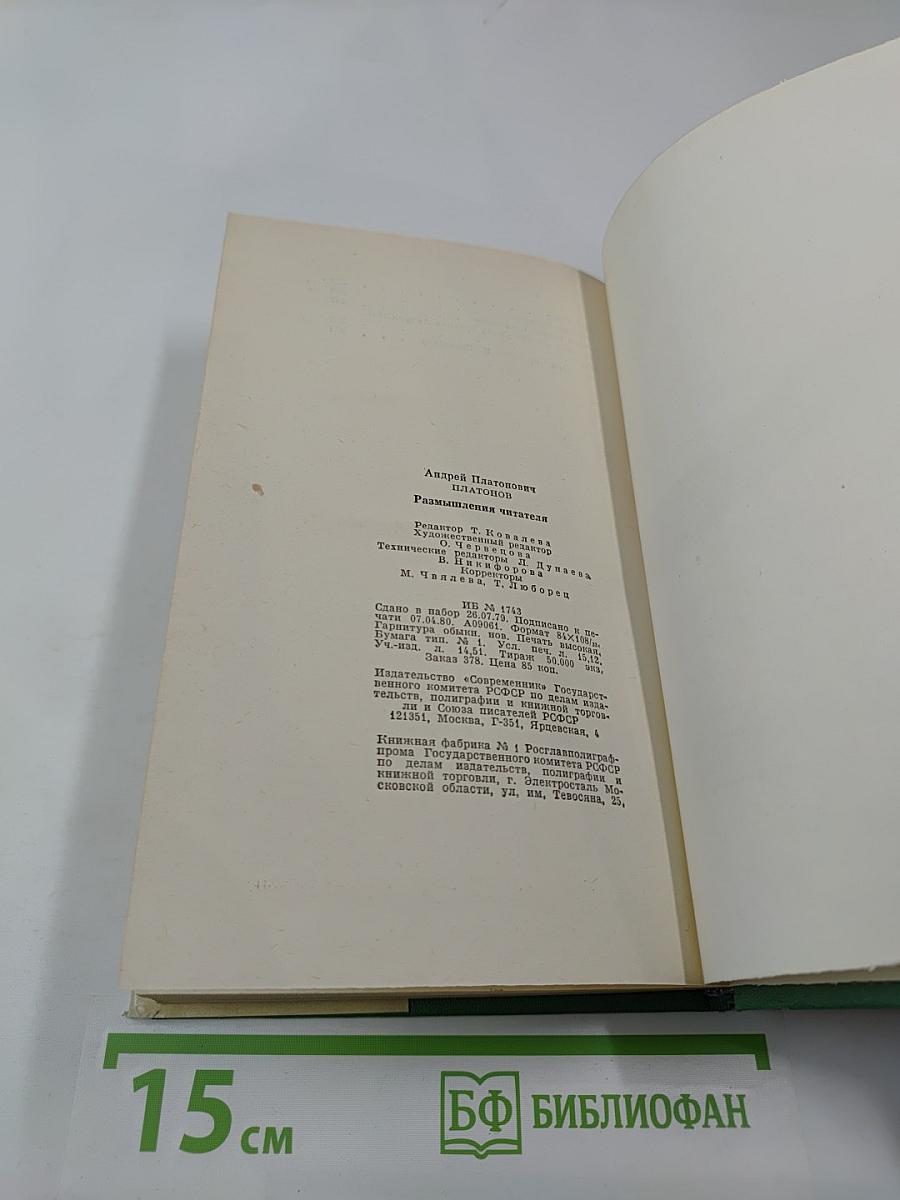 Андрей Платонович
ПЛАТОНОВ
Размышления читателя
Редактор Т. Ковалева
Художественный редактор
О. Червецова
Технические редакторы Л. Дунаева,
В. Никифорова
Корректоры
М. Чвялева, Т. Люборец
ИБ № 1743
Сдано в набор 26.07.79. Подписано к пе-
чати 07.04.80. А09061. Формат 84×108/32.
Гарнитура обыкн. нов. Печать высокая.
Бумага тип. № 1. Усл. печ. л. 15,12.
Уч.-изд. л. 14,51. Тираж 50.000 экз.
Заказ 378. Цена 85 коп.
Издательство «Современник» Государст-
венного комитета РСФСР по делам изда-
тельств, полиграфии и книжной торгов-
ли и Союза писателей РСФСР
121351, Москва, Г-351, Ярцевская, 4
Книжная фабрика № 1 Росглавполиграф-
прома Государственного комитета РСФСР
по делам издательств, полиграфии и
книжной торговли, г. Электросталь Мо-
сковской области, ул. им. Тевосяна, 25.
15 см
БФ БИБЛИОФАН